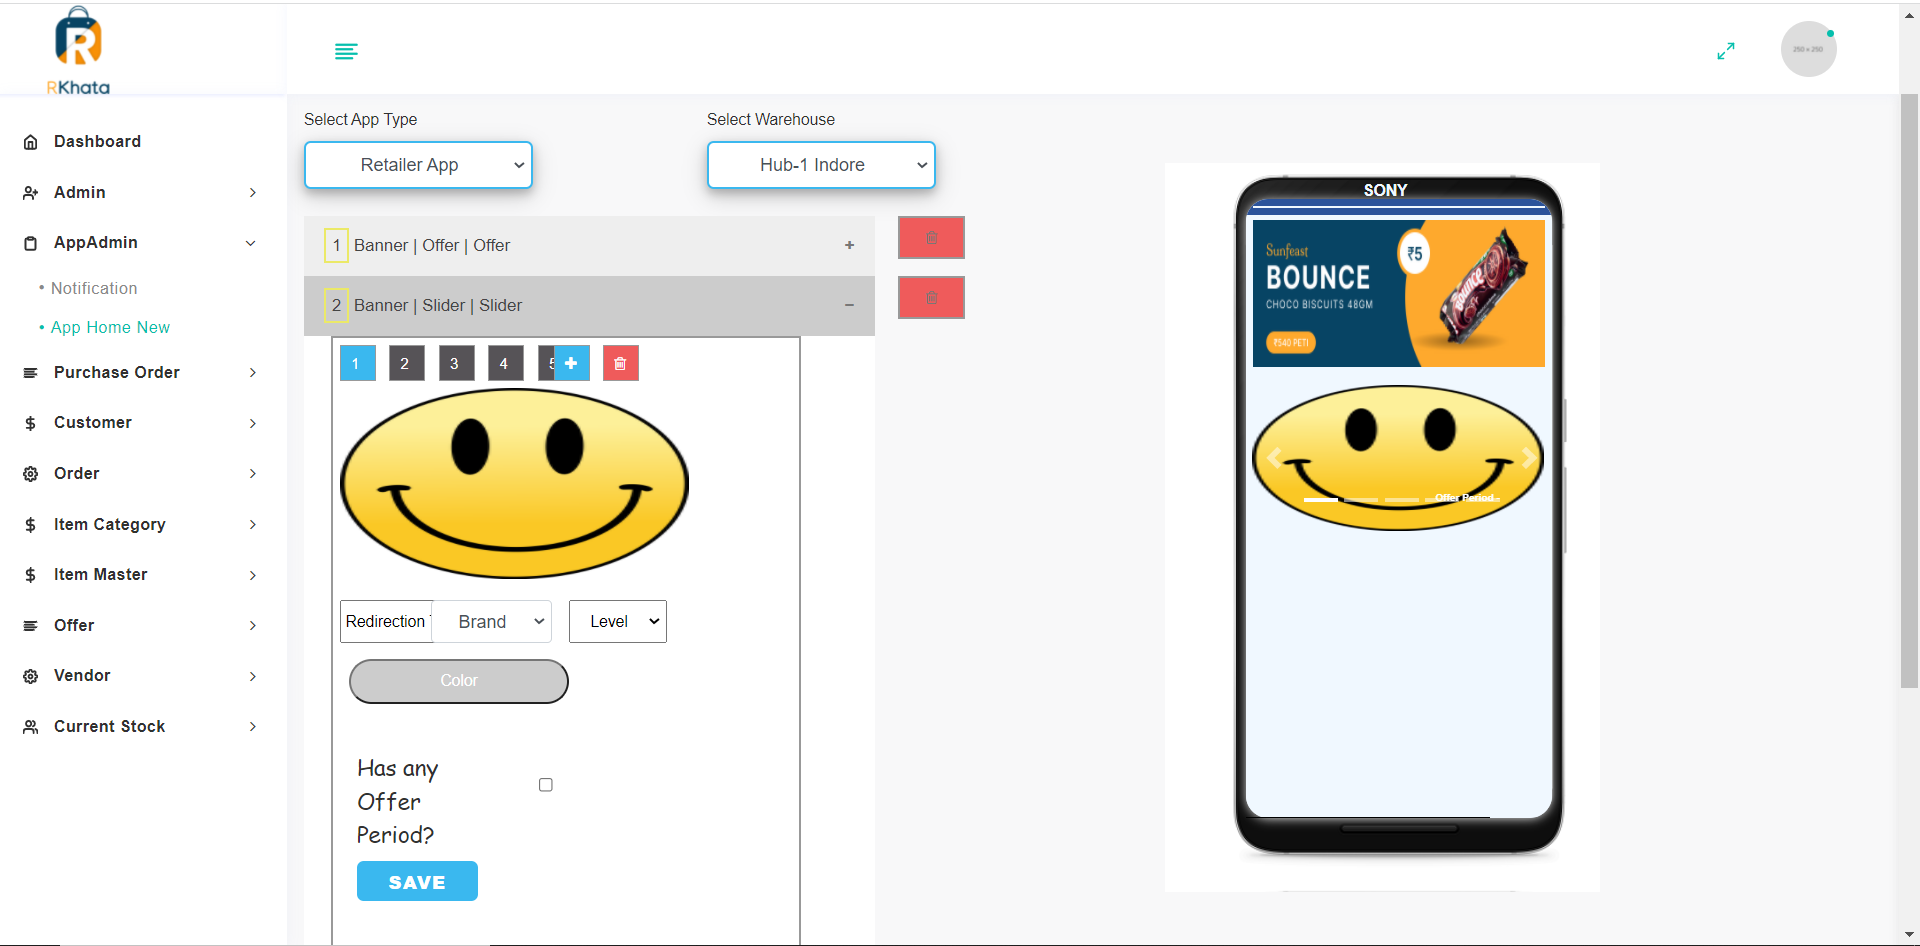 RKhata
250 × 250
Select App Type
Select Warehouse
Retailer App
Hub-1 Indore
Dashboard
Admin
AppAdmin
• Notification
• App Home New
Purchase Order
Customer
Order
Item Category
Item Master
Offer
Vendor
Current Stock
1 Banner | Offer | Offer +
2 Banner | Slider | Slider −
1 2 3 4 5 +
Redirection
Brand
Level
Color
Has any
Offer
Period?
SAVE
SONY
Sunfeast
₹5
BOUNCE
CHOCO BISCUITS 48GM
₹540 PETI
Bounce
Offer Period-